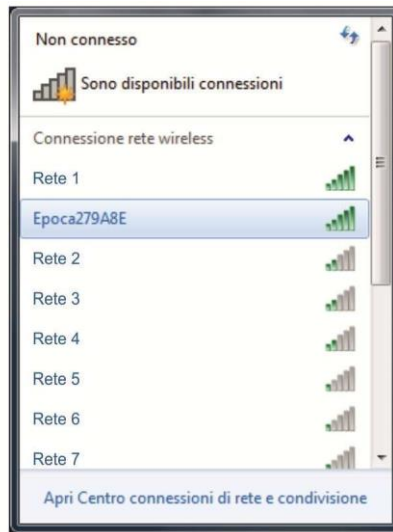 Non connesso
Sono disponibili connessioni
Connessione rete wireless
Rete 1
Epoca279A8E
Rete 2
Rete 3
Rete 4
Rete 5
Rete 6
Rete 7
Apri Centro connessioni di rete e condivisione